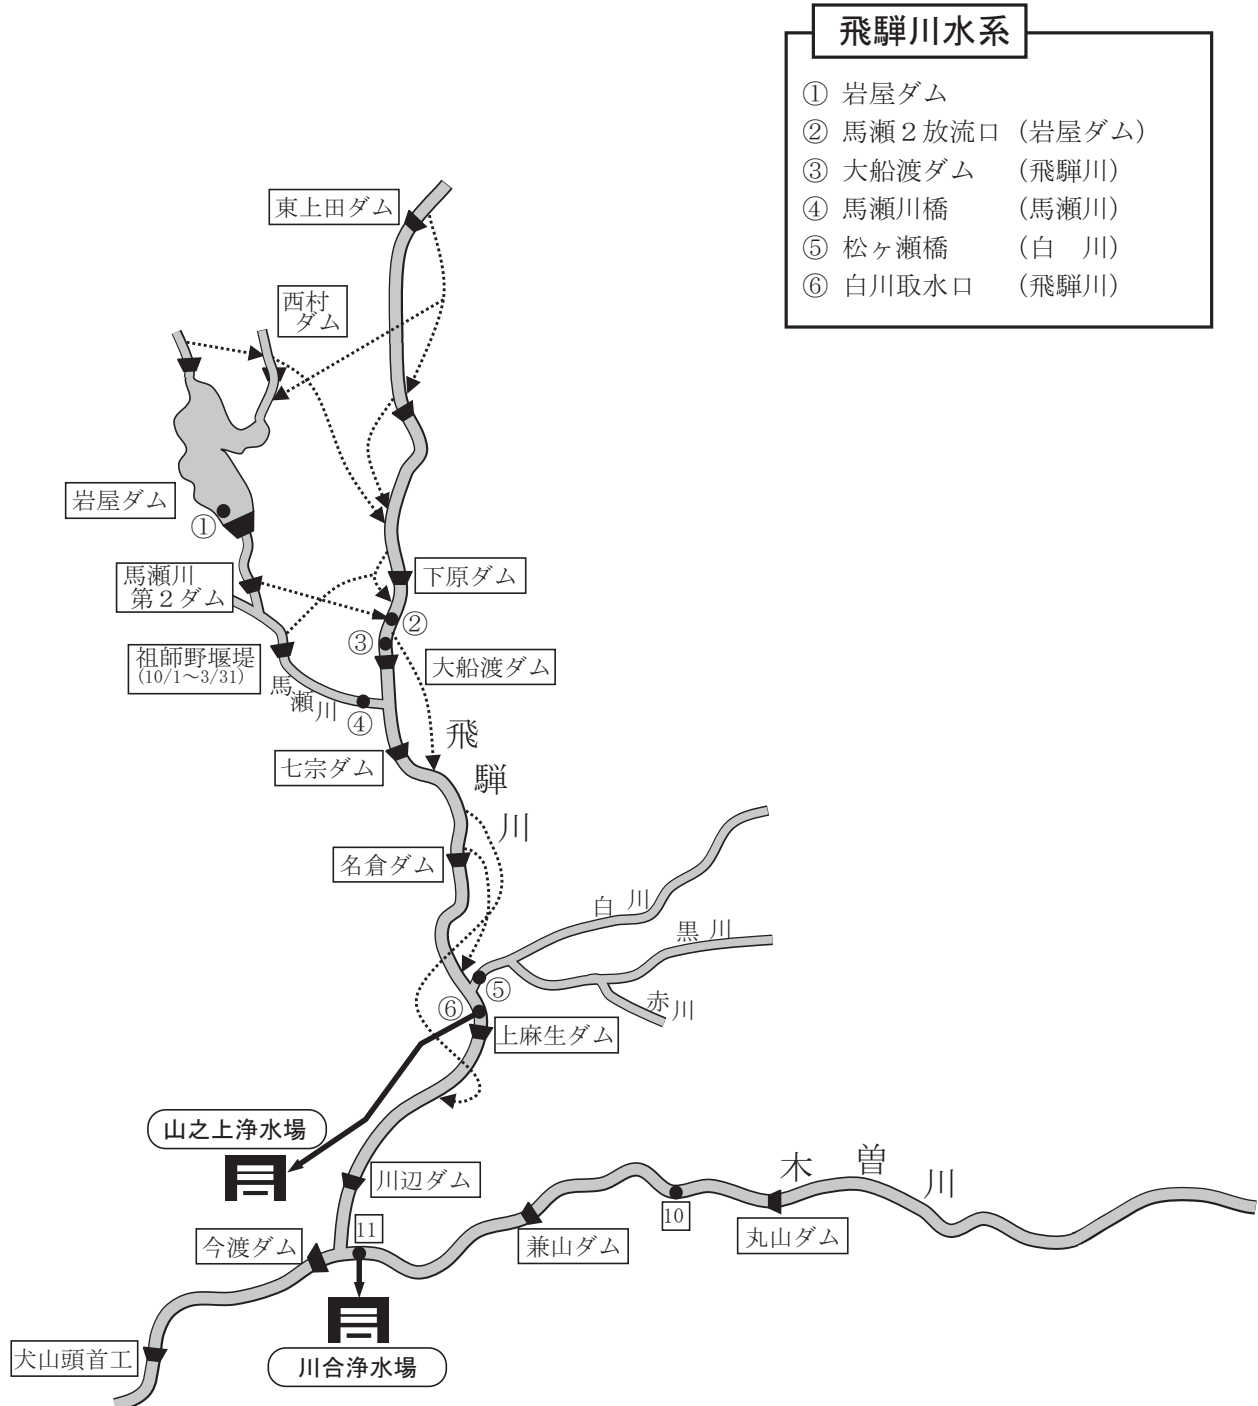 飛騨川水系
① 岩屋ダム
② 馬瀬２放流口（岩屋ダム）
③ 大船渡ダム （飛騨川）
④ 馬瀬川橋 （馬瀬川）
⑤ 松ヶ瀬橋 （白 川）
⑥ 白川取水口 （飛騨川）
東上田ダム
西村
ダム
岩屋ダム
①
馬瀬川
第２ダム
下原ダム
②
③
祖師野堰堤
(10/1～3/31)
大船渡ダム
馬瀬川
④
飛騨川
七宗ダム
名倉ダム
白川
黒川
赤川
⑤
⑥
上麻生ダム
山之上浄水場
川辺ダム
木曽川
10
11
今渡ダム
兼山ダム
丸山ダム
犬山頭首工
川合浄水場